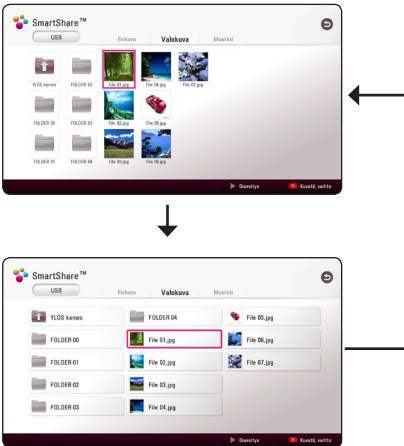 SmartShare™
USB Elokuva Valokuva Musiikki
YLÖS kansio FOLDER 02 File 01.jpg File 04.jpg File 07.jpg
FOLDER 00 FOLDER 03 File 02.jpg File 05.jpg
FOLDER 01 FOLDER 04 File 03.jpg File 06.jpg
Diaesitys Kuvatil. vaihto
SmartShare™
USB Elokuva Valokuva Musiikki
YLÖS kansio FOLDER 04 File 05.jpg
FOLDER 00 File 01.jpg File 06.jpg
FOLDER 01 File 02.jpg File 07.jpg
FOLDER 02 File 03.jpg
FOLDER 03 File 04.jpg
Diaesitys Kuvatil. vaihto